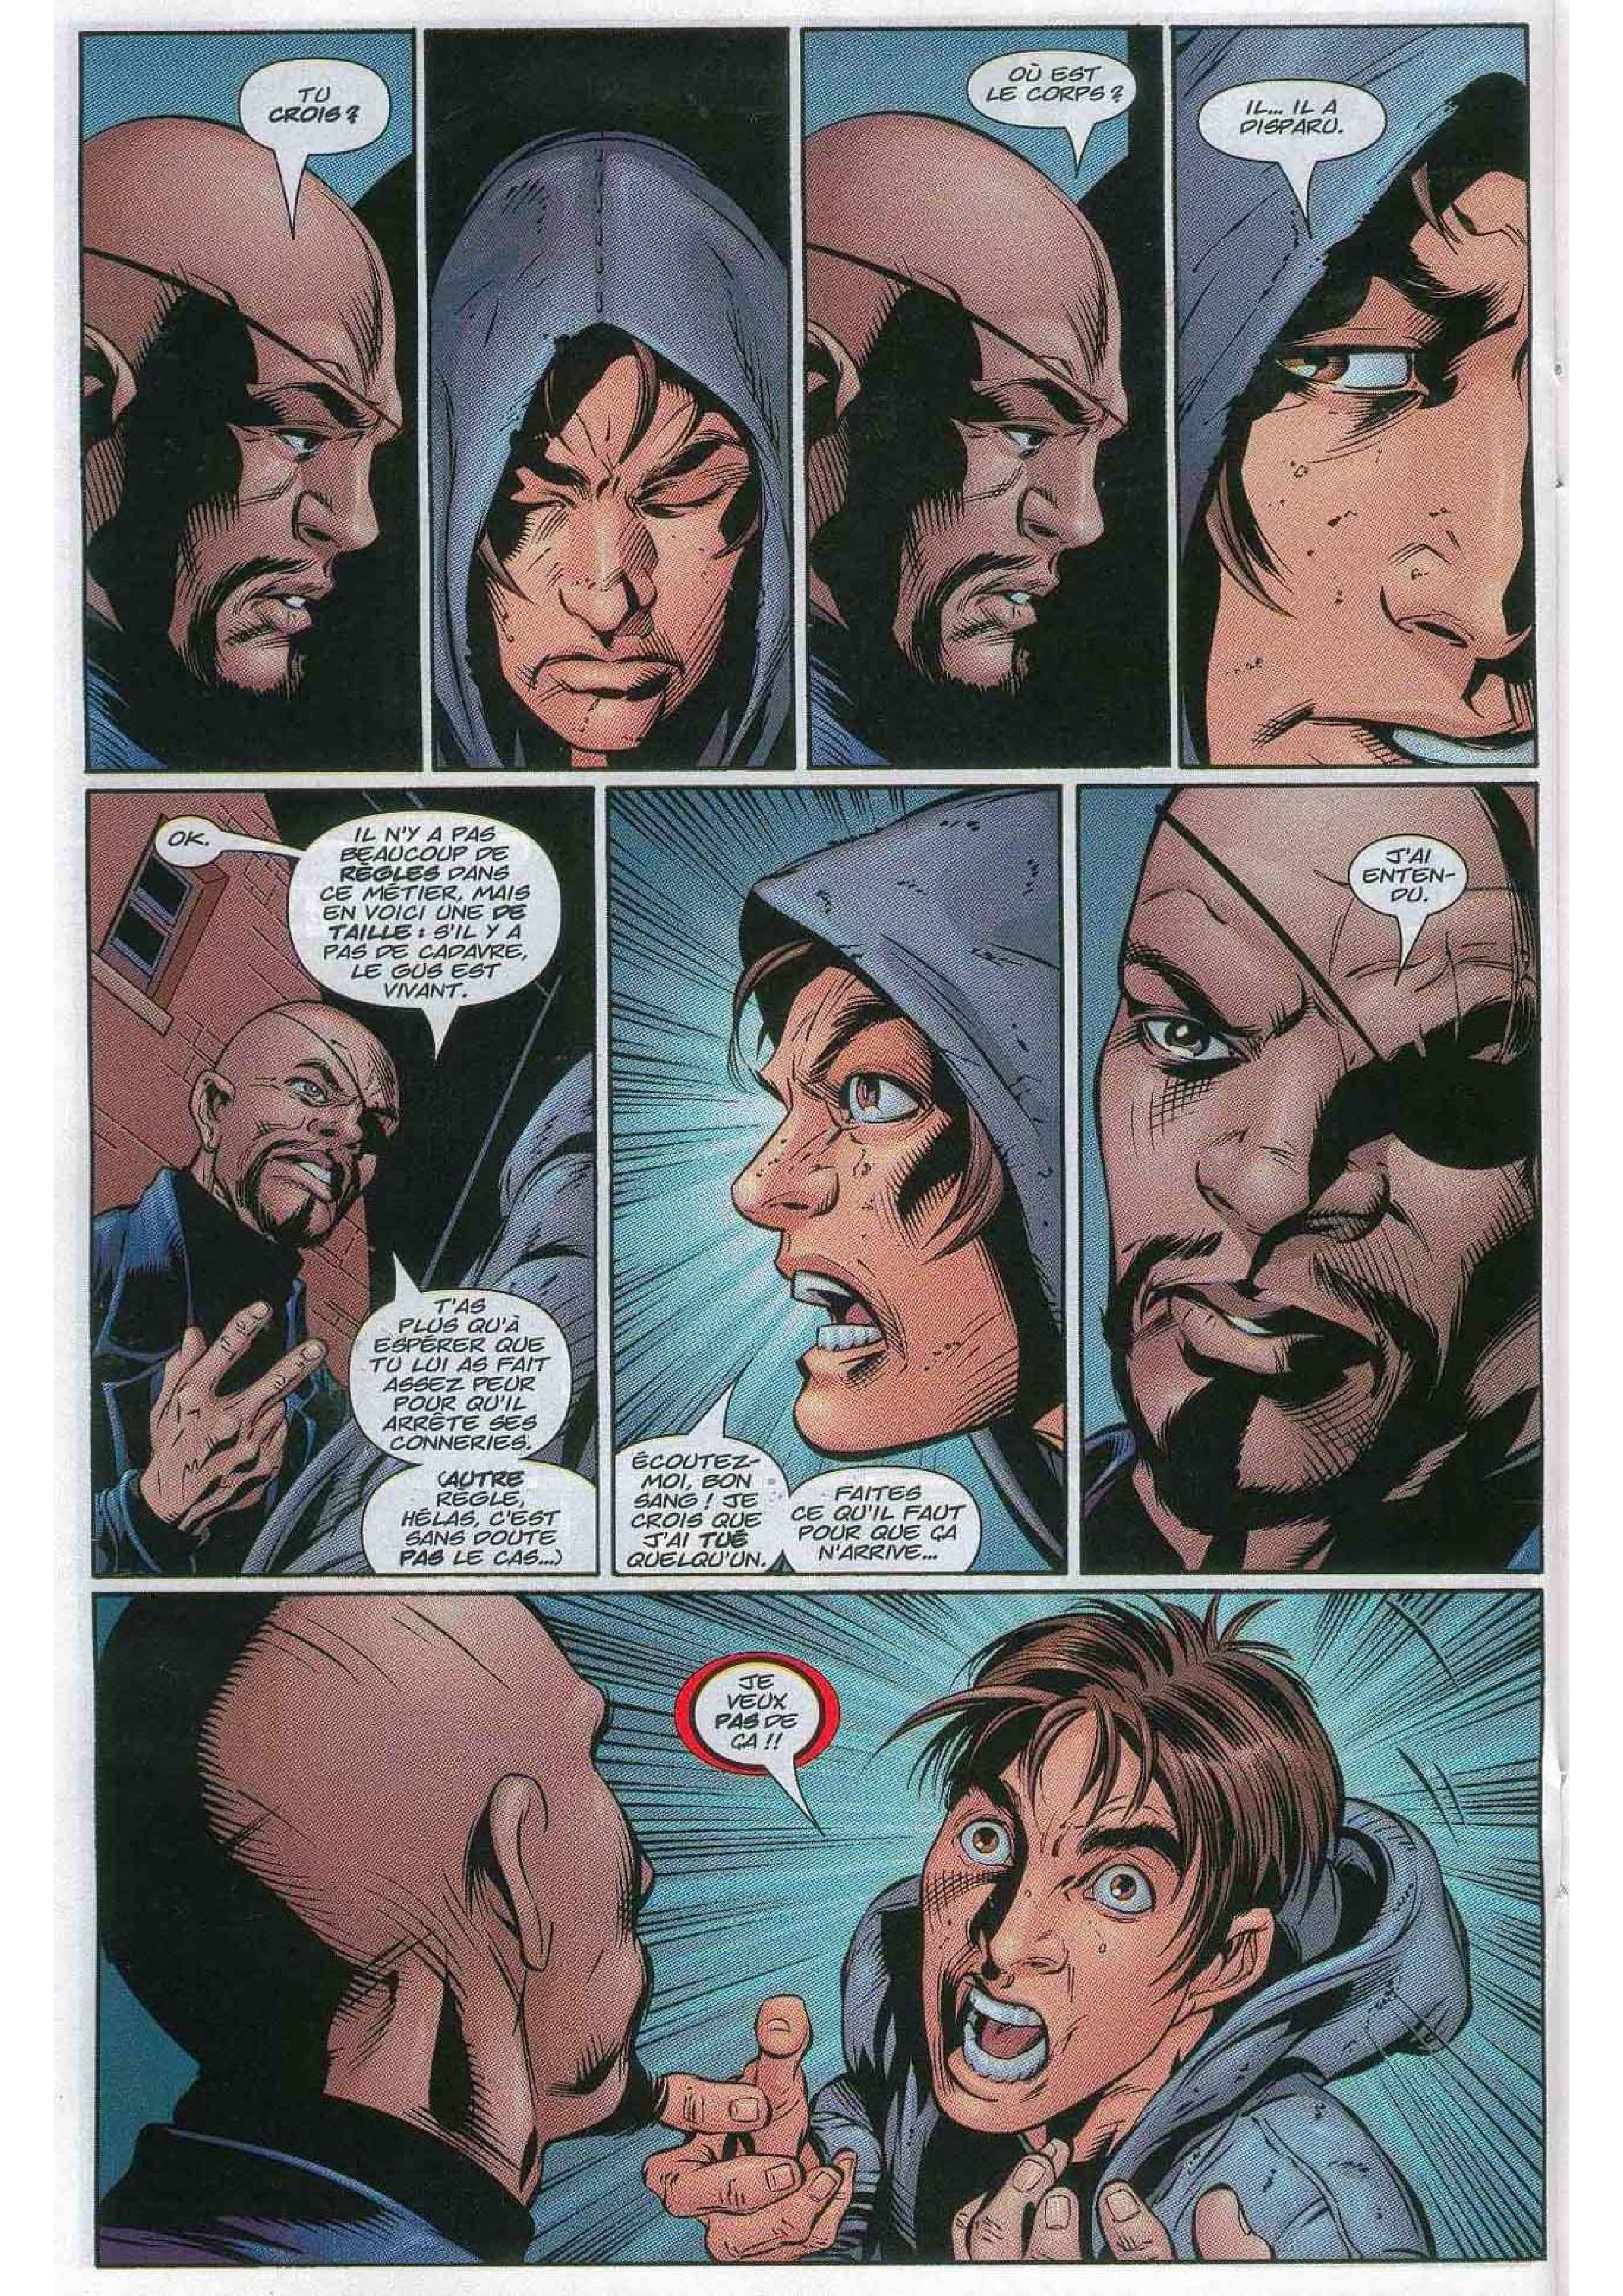 TU
CROIS ?
OÙ EST
LE CORPS ?
IL... IL A
DISPARU.
OK.
IL N'Y A PAS
BEAUCOUP DE
RÈGLES DANS
CE MÉTIER, MAIS
EN VOICI UNE DE
TAILLE : S'IL Y A
PAS DE CADAVRE,
LE GUS EST
VIVANT.
T'AS
PLUS QU'À
ESPÉRER QUE
TU LUI AS FAIT
ASSEZ PEUR
POUR QU'IL
ARRÊTE SES
CONNERIES.
(AUTRE
RÈGLE,
HÉLAS, C'EST
SANS DOUTE
PAS LE CAS...)
ÉCOUTEZ-
MOI, BON
SANG ! JE
CROIS QUE
J'AI TUÉ
QUELQU'UN.
FAITES
CE QU'IL FAUT
POUR QUE ÇA
N'ARRIVE...
J'AI
ENTEN-
DU.
JE
VEUX
PAS DE
ÇA !!